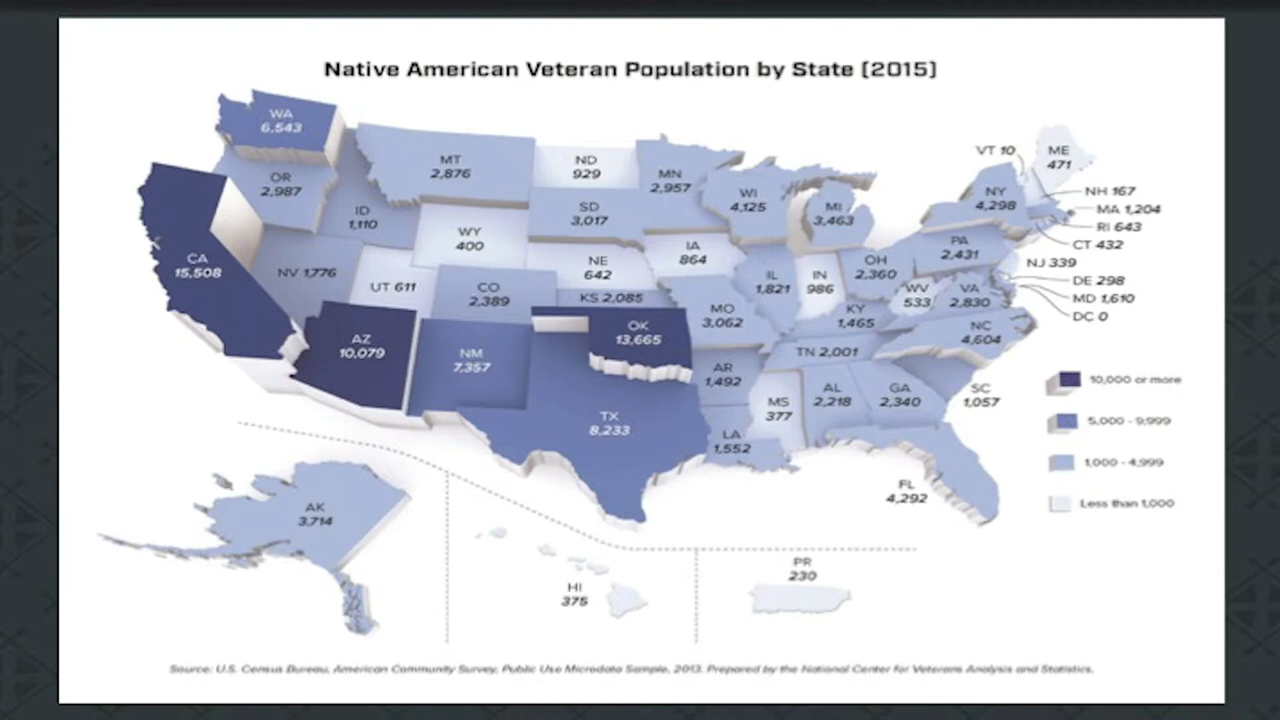 Native American Veteran Population by State (2015)
WA
6,543
OR
2,987
CA
15,508
ID
1,110
NV 1,776
MT
2,876
WY
400
UT 611
AZ
10,079
CO
2,389
NM
7,357
ND
929
SD
3,017
NE
642
KS 2,085
OK
13,665
TX
8,233
MN
2,957
IA
864
MO
3,062
AR
1,492
LA
1,552
WI
4,125
IL
1,821
MI
3,463
IN
986
OH
2,360
KY
1,465
TN 2,001
MS
377
AL
2,218
GA
2,340
FL
4,292
SC
1,057
NC
4,604
VA
2,830
WV
533
PA
2,431
NY
4,298
VT 10
ME
471
NH 167
MA 1,204
RI 643
CT 432
NJ 339
DE 298
MD 1,610
DC 0
10,000 or more
5,000 - 9,999
1,000 - 4,999
Less than 1,000
AK
3,714
HI
375
PR
230
Source: U.S. Census Bureau, American Community Survey, Public Use Microdata Sample, 2013. Prepared by the National Center for Veterans Analysis and Statistics.